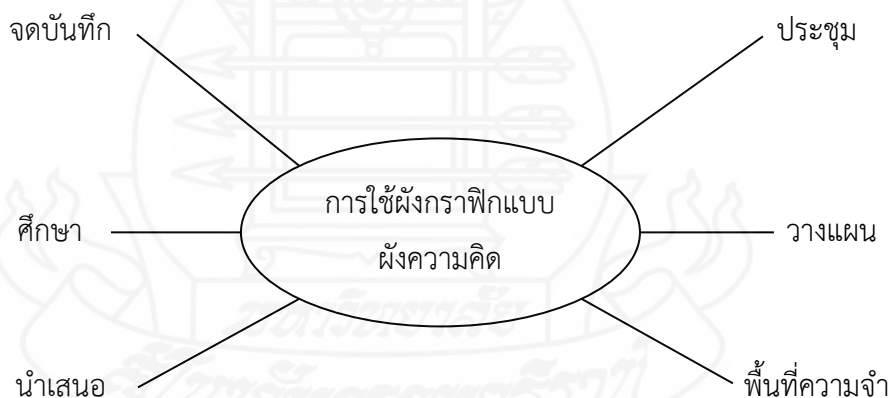 จดบันทึก
ประชุม
การใช้ผังกราฟิกแบบ
ผังความคิด
ศึกษา
วางแผน
นำเสนอ
พื้นที่ความจำ